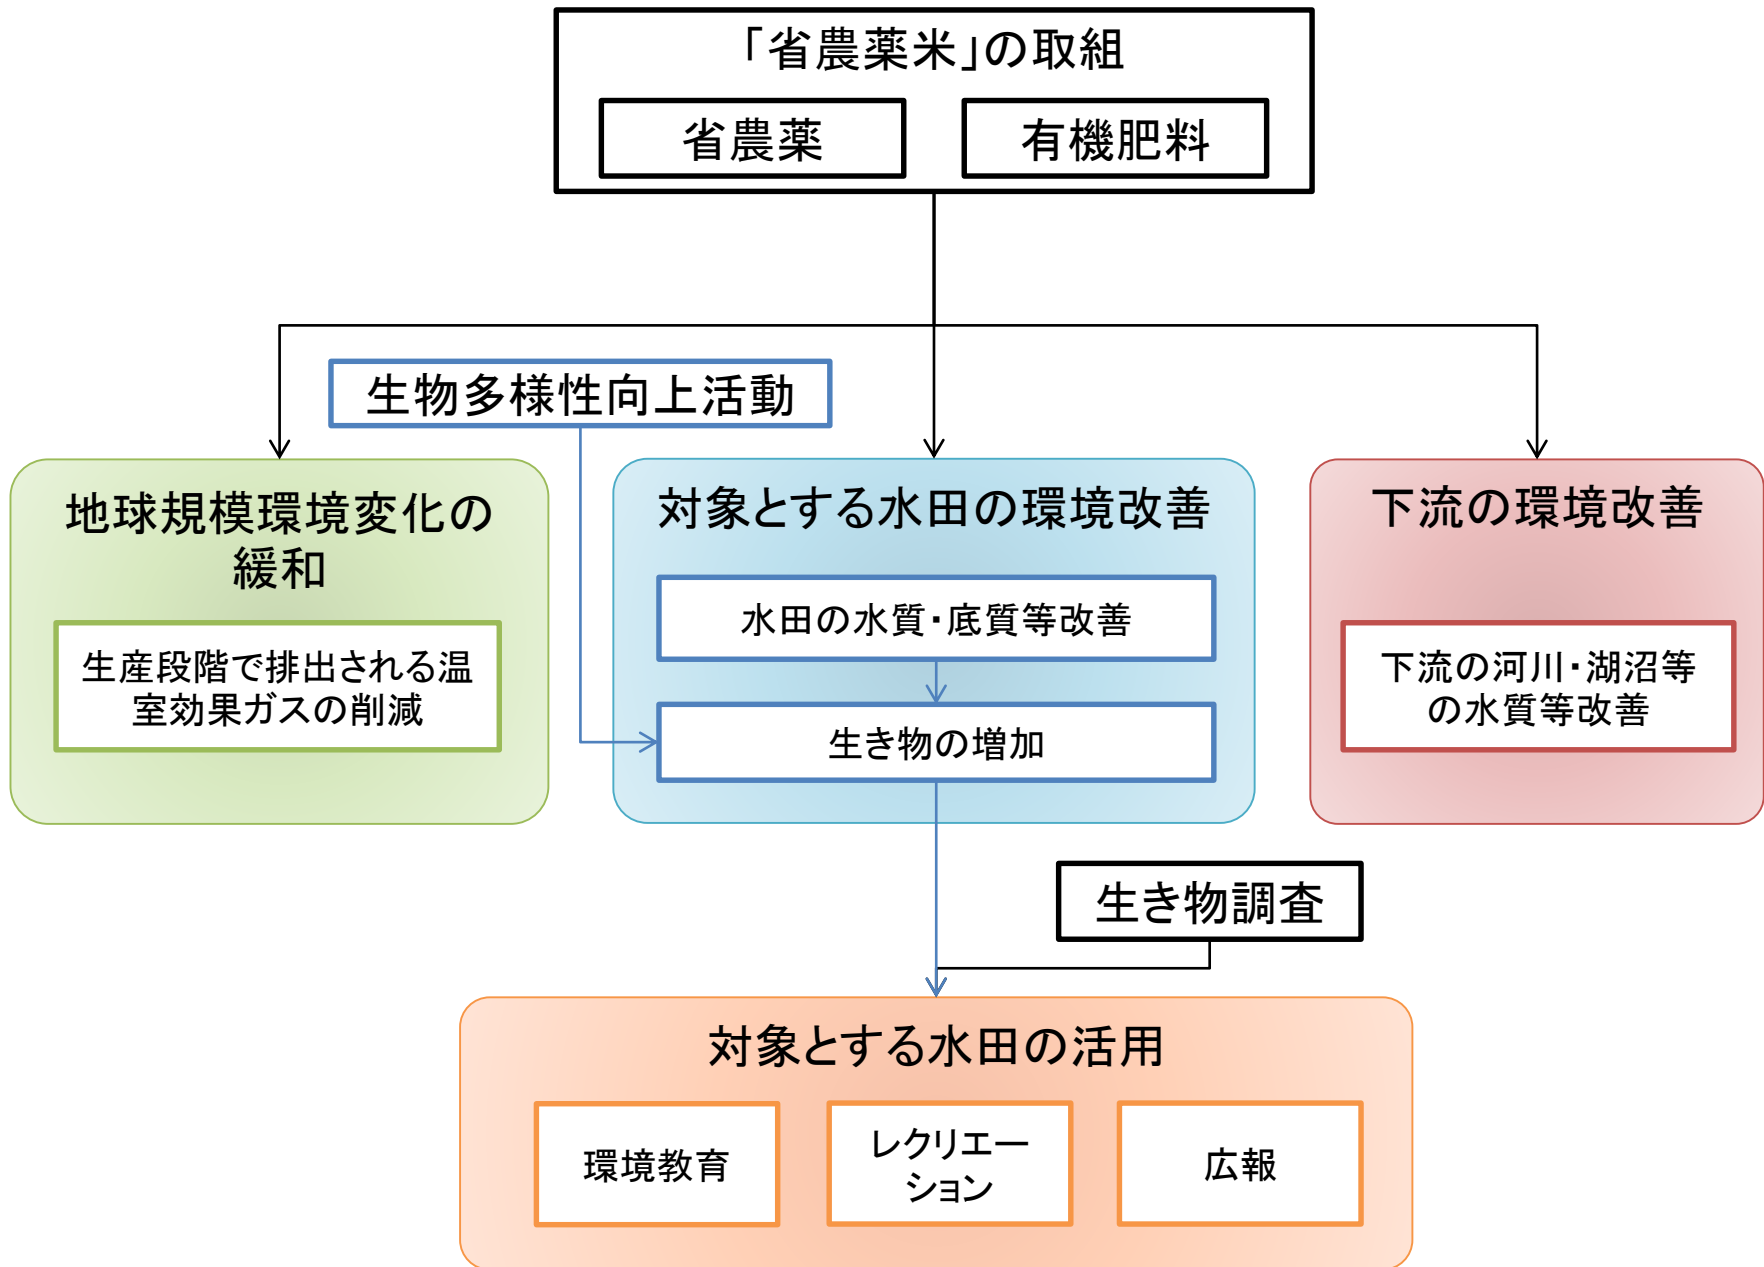 「省農薬米」の取組
省農薬
有機肥料
生物多様性向上活動
地球規模環境変化の
緩和
生産段階で排出される温
室効果ガスの削減
対象とする水田の環境改善
水田の水質・底質等改善
生き物の増加
下流の環境改善
下流の河川・湖沼等
の水質等改善
生き物調査
対象とする水田の活用
環境教育
レクリエー
ション
広報